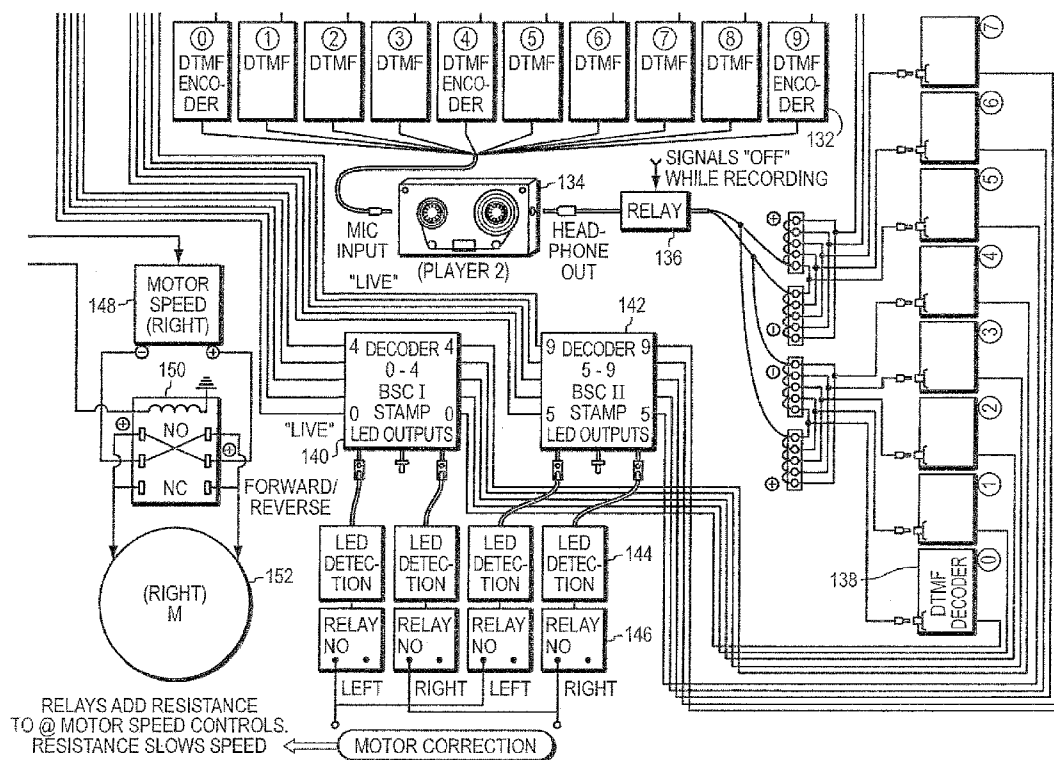 0 1 2 3 4 5 6 7 8 9
DTMF ENCO- DER
DTMF
DTMF
DTMF
DTMF ENCO- DER
DTMF
DTMF
DTMF
DTMF
DTMF ENCO- DER
132
134
MIC
INPUT
(PLAYER 2)
HEAD-
PHONE
OUT
SIGNALS "OFF"
WHILE RECORDING
RELAY
136
"LIVE"
148
MOTOR
SPEED
(RIGHT)
−
+
150
+
NO
+
NC
FORWARD/
REVERSE
152
(RIGHT)
M
RELAYS ADD RESISTANCE
TO @ MOTOR SPEED CONTROLS.
RESISTANCE SLOWS SPEED
4 DECODER 4
0 - 4
BSC I
STAMP
0 0
LED OUTPUTS
"LIVE"
140
142
9 DECODER 9
5 - 9
BSC II
STAMP
5 5
LED OUTPUTS
LED
DETEC-
TION
LED
DETEC-
TION
LED
DETEC-
TION
LED
DETEC-
TION
144
RELAY
NO
RELAY
NO
RELAY
NO
RELAY
NO
146
LEFT
RIGHT
LEFT
RIGHT
MOTOR CORRECTION
+
−
−
+
7
6
5
4
3
2
1
0
138
DTMF
DECODER